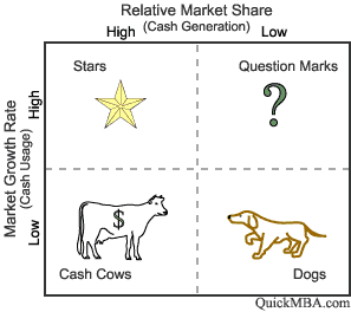 Relative Market Share
(Cash Generation)
High
Low
Market Growth Rate
(Cash Usage)
High
Low
Stars
Question Marks
?
$
Cash Cows
Dogs
QuickMBA.com